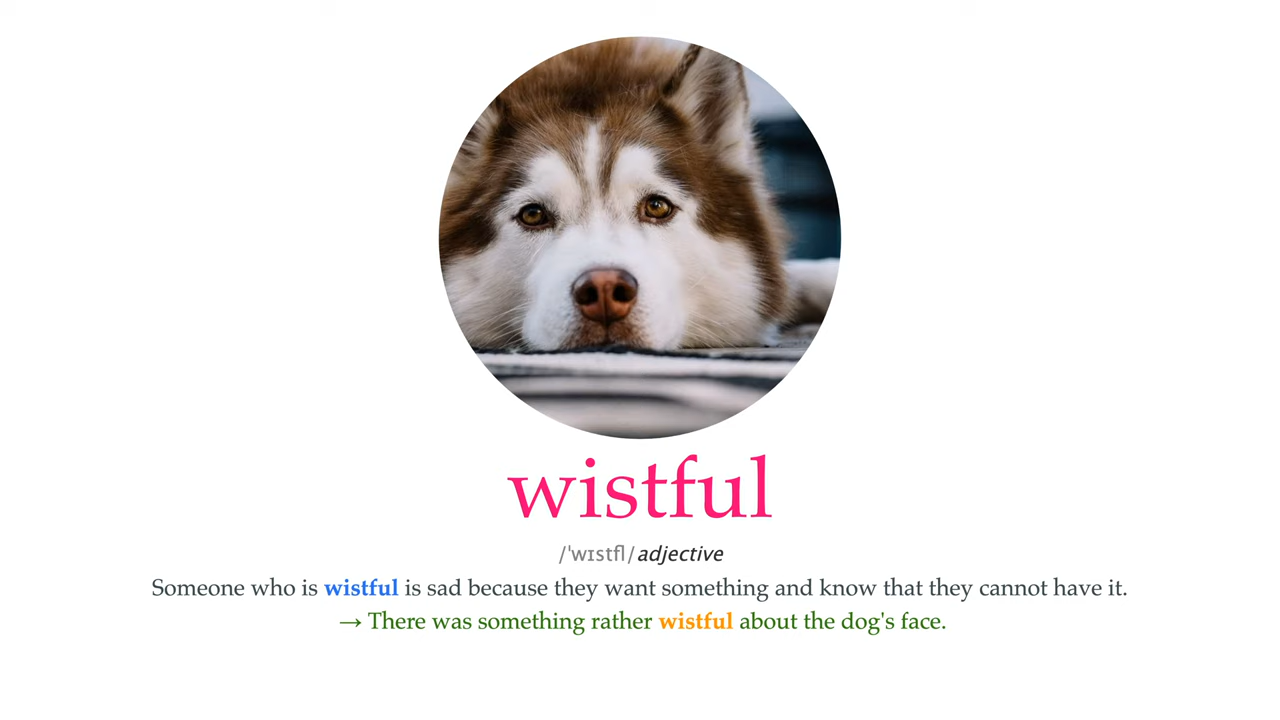 wistful
/ˈwɪstfl/ adjective
Someone who is wistful is sad because they want something and know that they cannot have it.
→ There was something rather wistful about the dog's face.